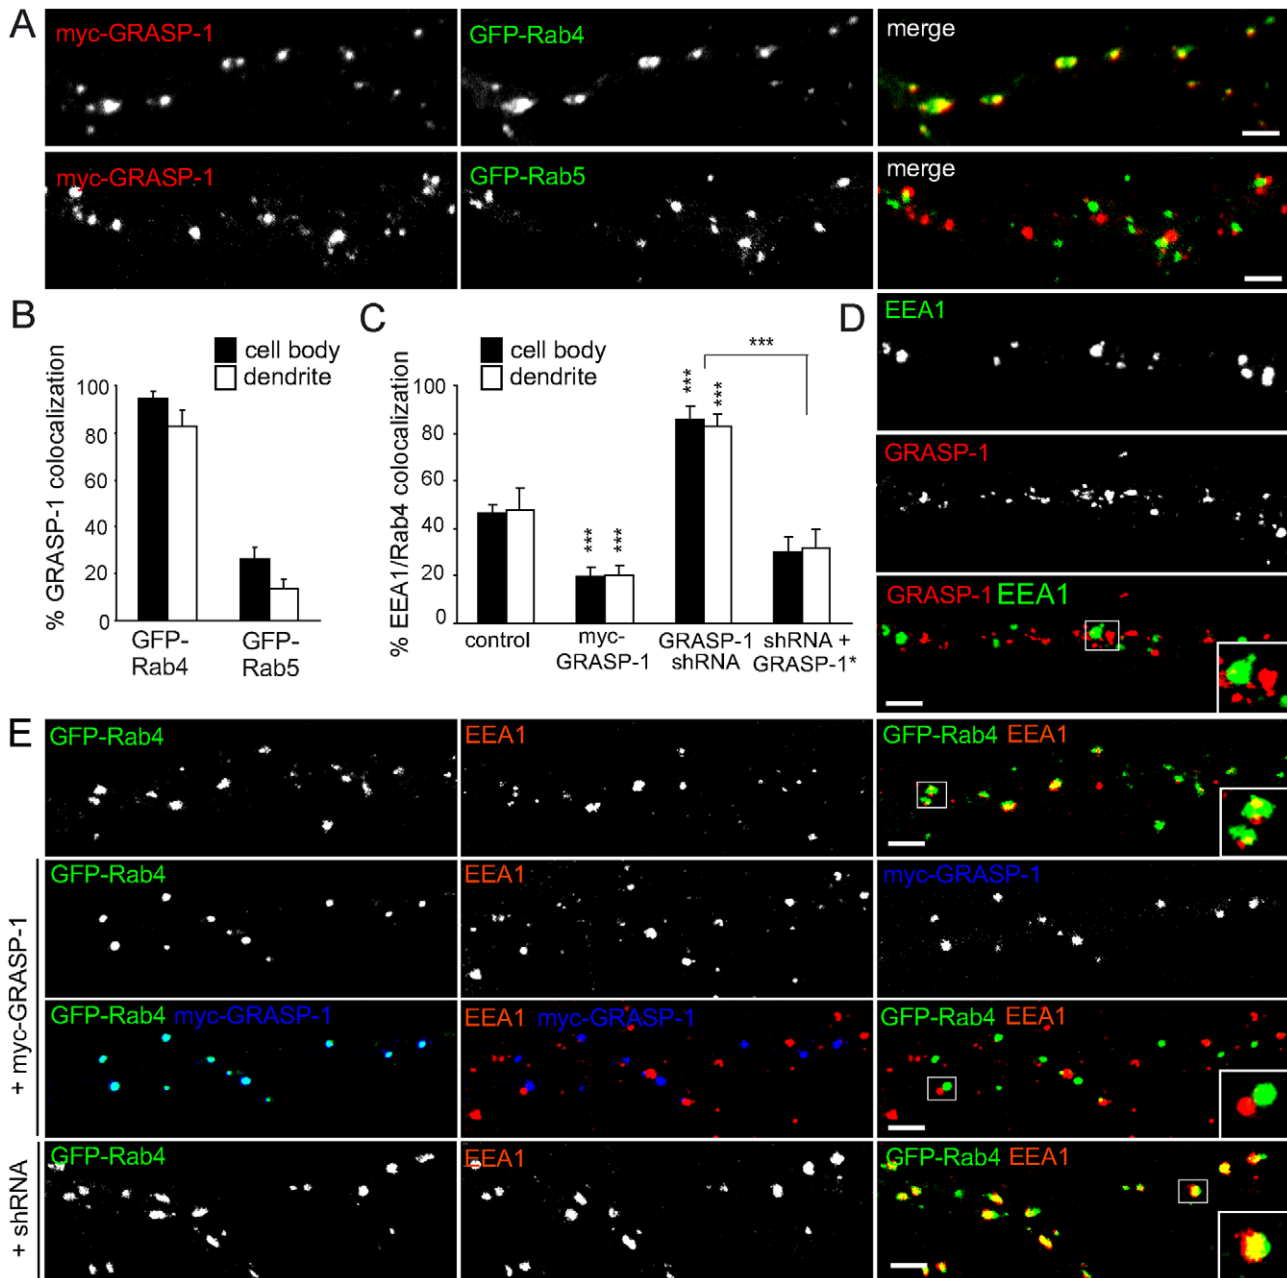 A
myc-GRASP-1
GFP-Rab4
merge
myc-GRASP-1
GFP-Rab5
merge
B
% GRASP-1 colocalization
cell body
dendrite
100
80
60
40
20
0
GFP-
Rab4
GFP-
Rab5
C
% EEA1/Rab4 colocalization
cell body
dendrite
100
80
60
40
20
0
***
***
***
***
***
control
myc-
GRASP-1
GRASP-1
shRNA
shRNA +
GRASP-1*
D
EEA1
GRASP-1
GRASP-1 EEA1
E
GFP-Rab4
EEA1
GFP-Rab4 EEA1
+ myc-GRASP-1
GFP-Rab4
EEA1
myc-GRASP-1
GFP-Rab4 myc-GRASP-1
EEA1 myc-GRASP-1
GFP-Rab4 EEA1
+ shRNA
GFP-Rab4
EEA1
GFP-Rab4 EEA1